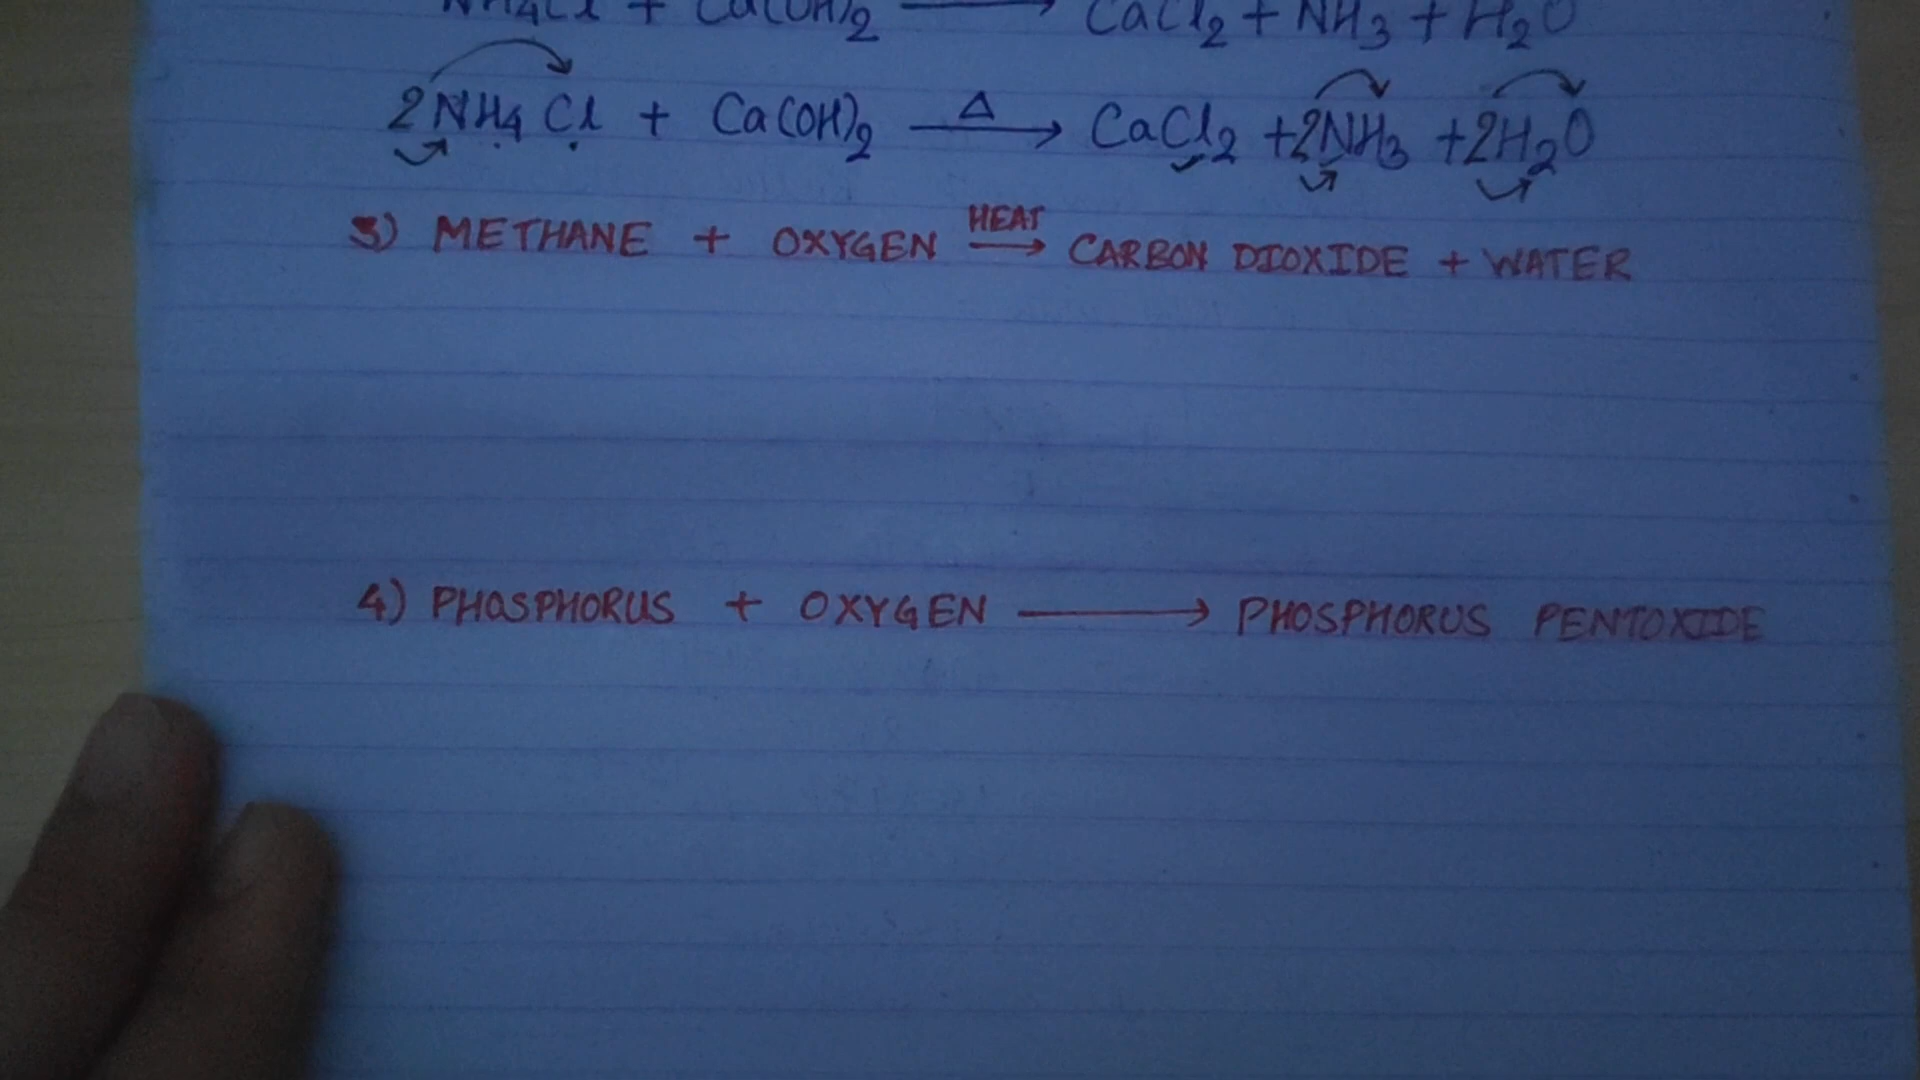 NH₄Cl + Ca(OH)₂ ⟶ CaCl₂ + NH₃ + H₂O
2NH₄Cl + Ca(OH)₂ —Δ→ CaCl₂ + 2NH₃ + 2H₂O
3) METHANE + OXYGEN —HEAT→ CARBON DIOXIDE + WATER
4) PHOSPHORUS + OXYGEN ⟶ PHOSPHORUS PENTOXIDE